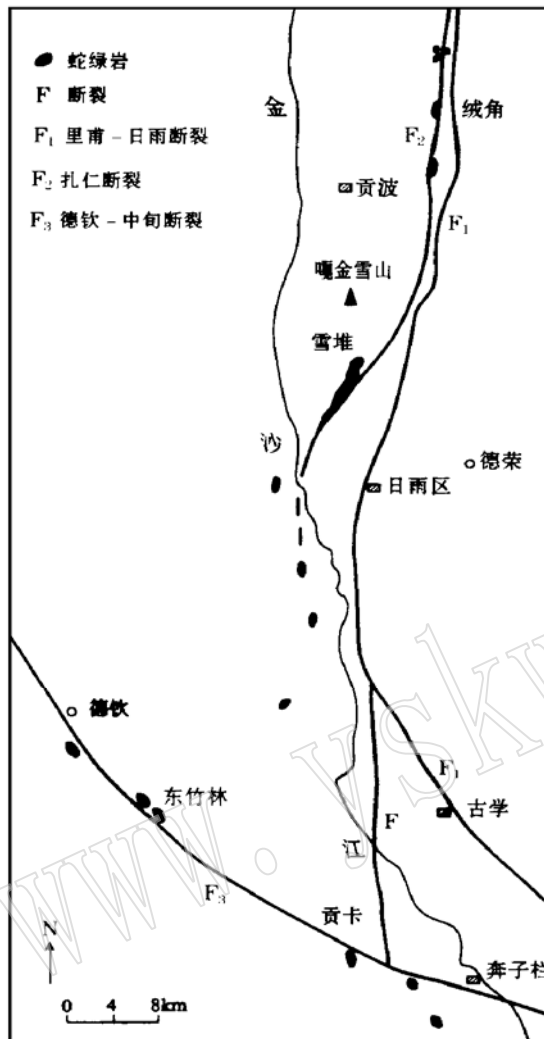 蛇绿岩
F 断裂
F₁ 里甫-日雨断裂
F₂ 扎仁断裂
F₃ 德钦-中甸断裂
金
绒角
F₂
贡波
F₁
嘎金雪山
雪堆
沙
德荣
日雨区
德钦
F₁
东竹林
古学
F
江
F₃
贡卡
N
奔子栏
0 4 8km
www.ysky